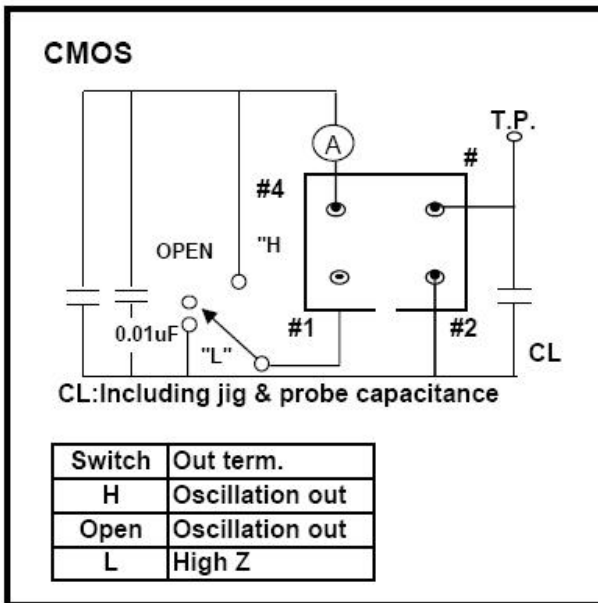 CMOS
T.P.
A
#
#4
OPEN
"H
0.01uF
"L"
#1
#2
CL
CL:Including jig & probe capacitance
Switch Out term.
H Oscillation out
Open Oscillation out
L High Z